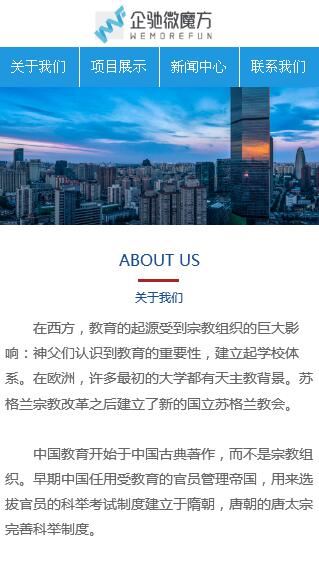 企驰微魔方
WEMOREFUN
关于我们 项目展示 新闻中心 联系我们
ABOUT US
关于我们
在西方，教育的起源受到宗教组织的巨大影
响：神父们认识到教育的重要性，建立起学校体
系。在欧洲，许多最初的大学都有天主教背景。苏
格兰宗教改革之后建立了新的国立苏格兰教会。
中国教育开始于中国古典著作，而不是宗教组
织。早期中国任用受教育的官员管理帝国，用来选
拔官员的科举考试制度建立于隋朝，唐朝的唐太宗
完善科举制度。